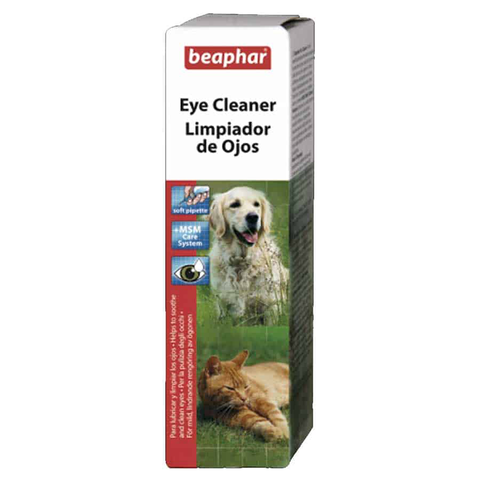 beaphar
Eye Cleaner
Limpiador
de Ojos
soft pipette
+MSM
Care
System
Para lubricar y limpiar los ojos • Helps to soothe
and clean eyes • Per la pulizia degli occhi •
För mild, lindrande rengöring av ögonen